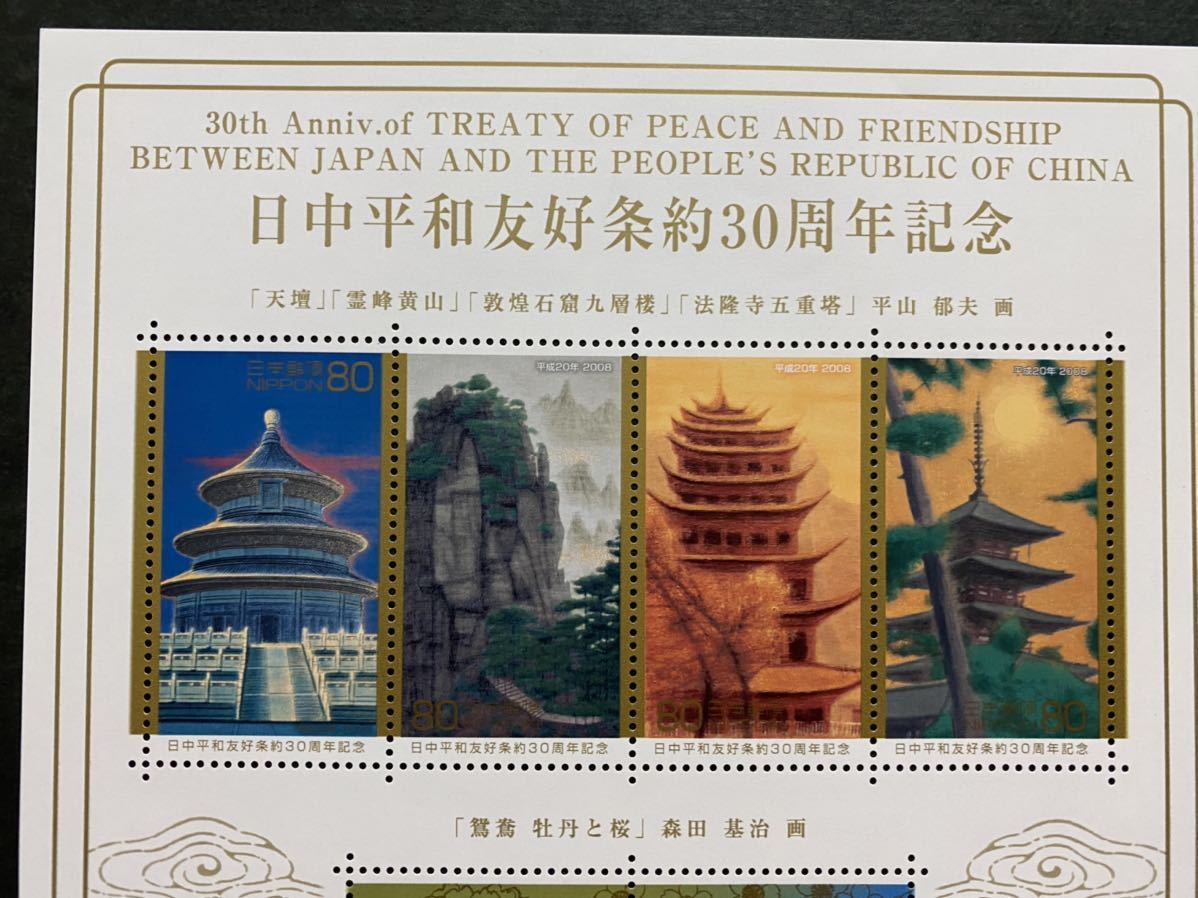 30th Anniv.of TREATY OF PEACE AND FRIENDSHIP
BETWEEN JAPAN AND THE PEOPLE'S REPUBLIC OF CHINA
日中平和友好条約30周年記念
「天壇」「霊峰黄山」「敦煌石窟九層楼」「法隆寺五重塔」 平山 郁夫 画
日本郵便
NIPPON 80
平成20年 2008
平成20年 2008
平成20年 2008
80
80
80
日中平和友好条約30周年記念
日中平和友好条約30周年記念
日中平和友好条約30周年記念
日中平和友好条約30周年記念
「鴛鴦 牡丹と桜」 森田 基治 画